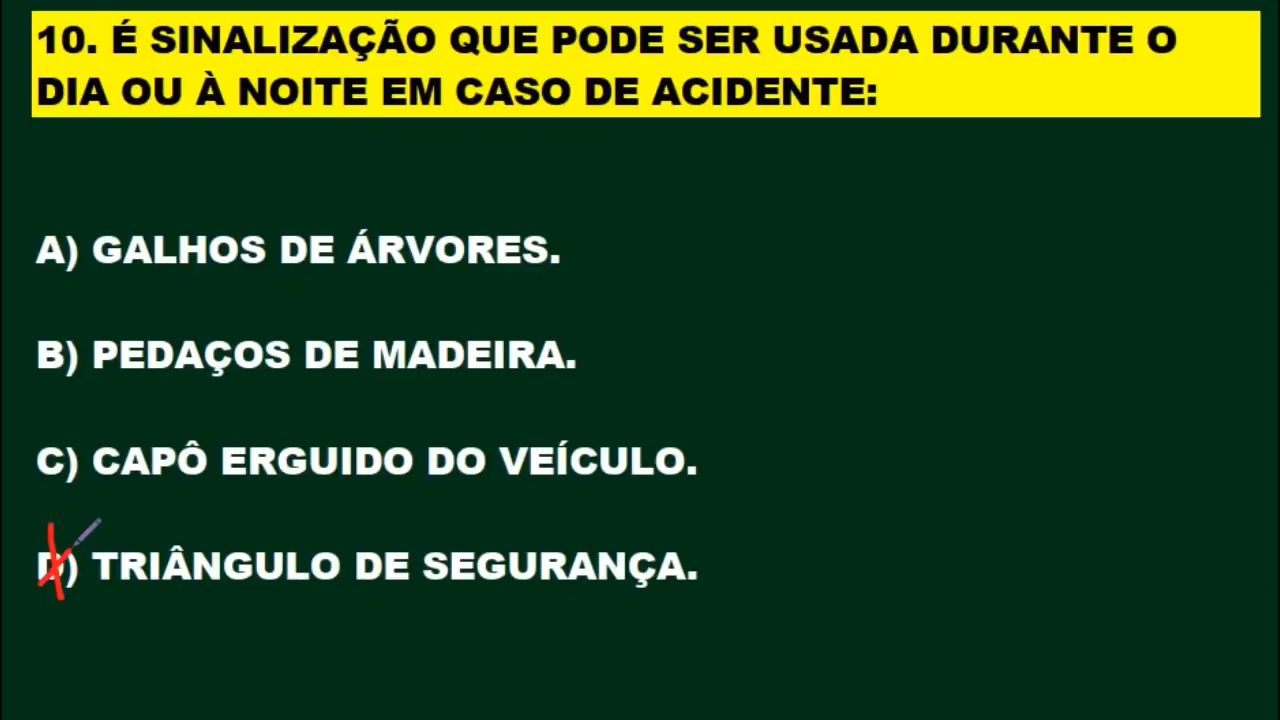 10. É SINALIZAÇÃO QUE PODE SER USADA DURANTE O
DIA OU À NOITE EM CASO DE ACIDENTE:
A) GALHOS DE ÁRVORES.
B) PEDAÇOS DE MADEIRA.
C) CAPÔ ERGUIDO DO VEÍCULO.
D) TRIÂNGULO DE SEGURANÇA.